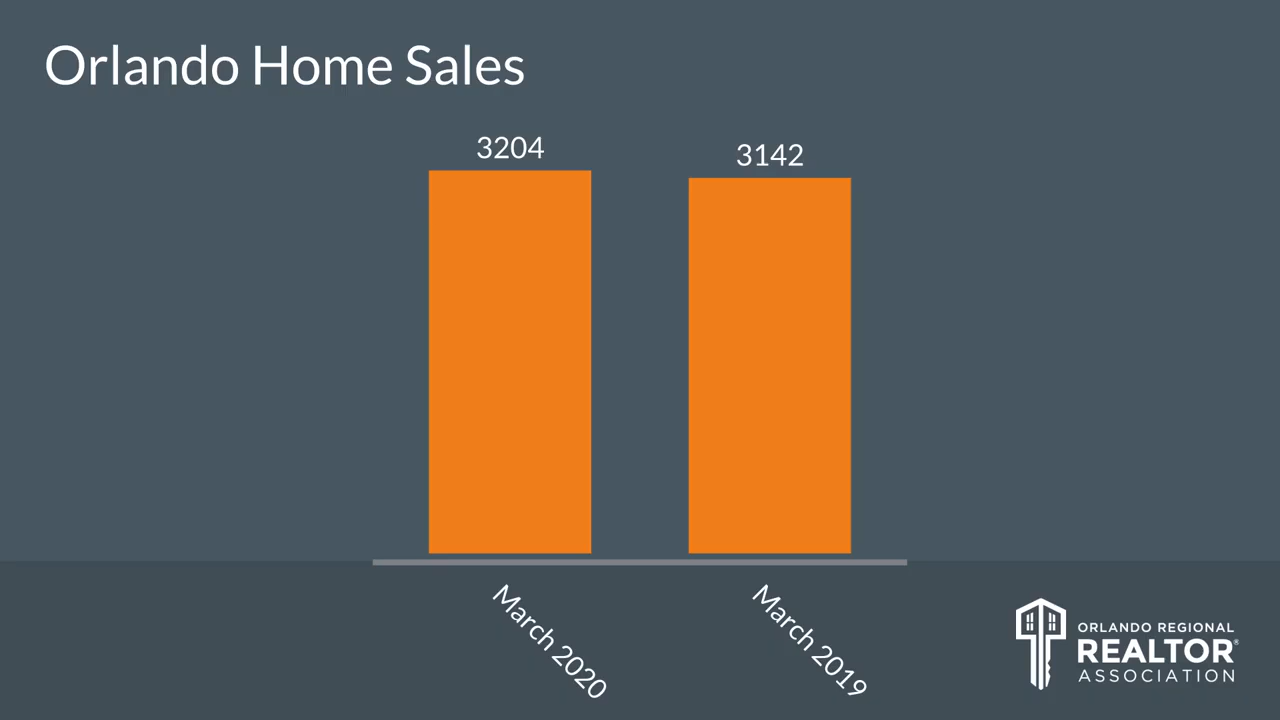 Orlando Home Sales
3204
3142
March 2020
March 2019
ORLANDO REGIONAL
REALTOR®
ASSOCIATION